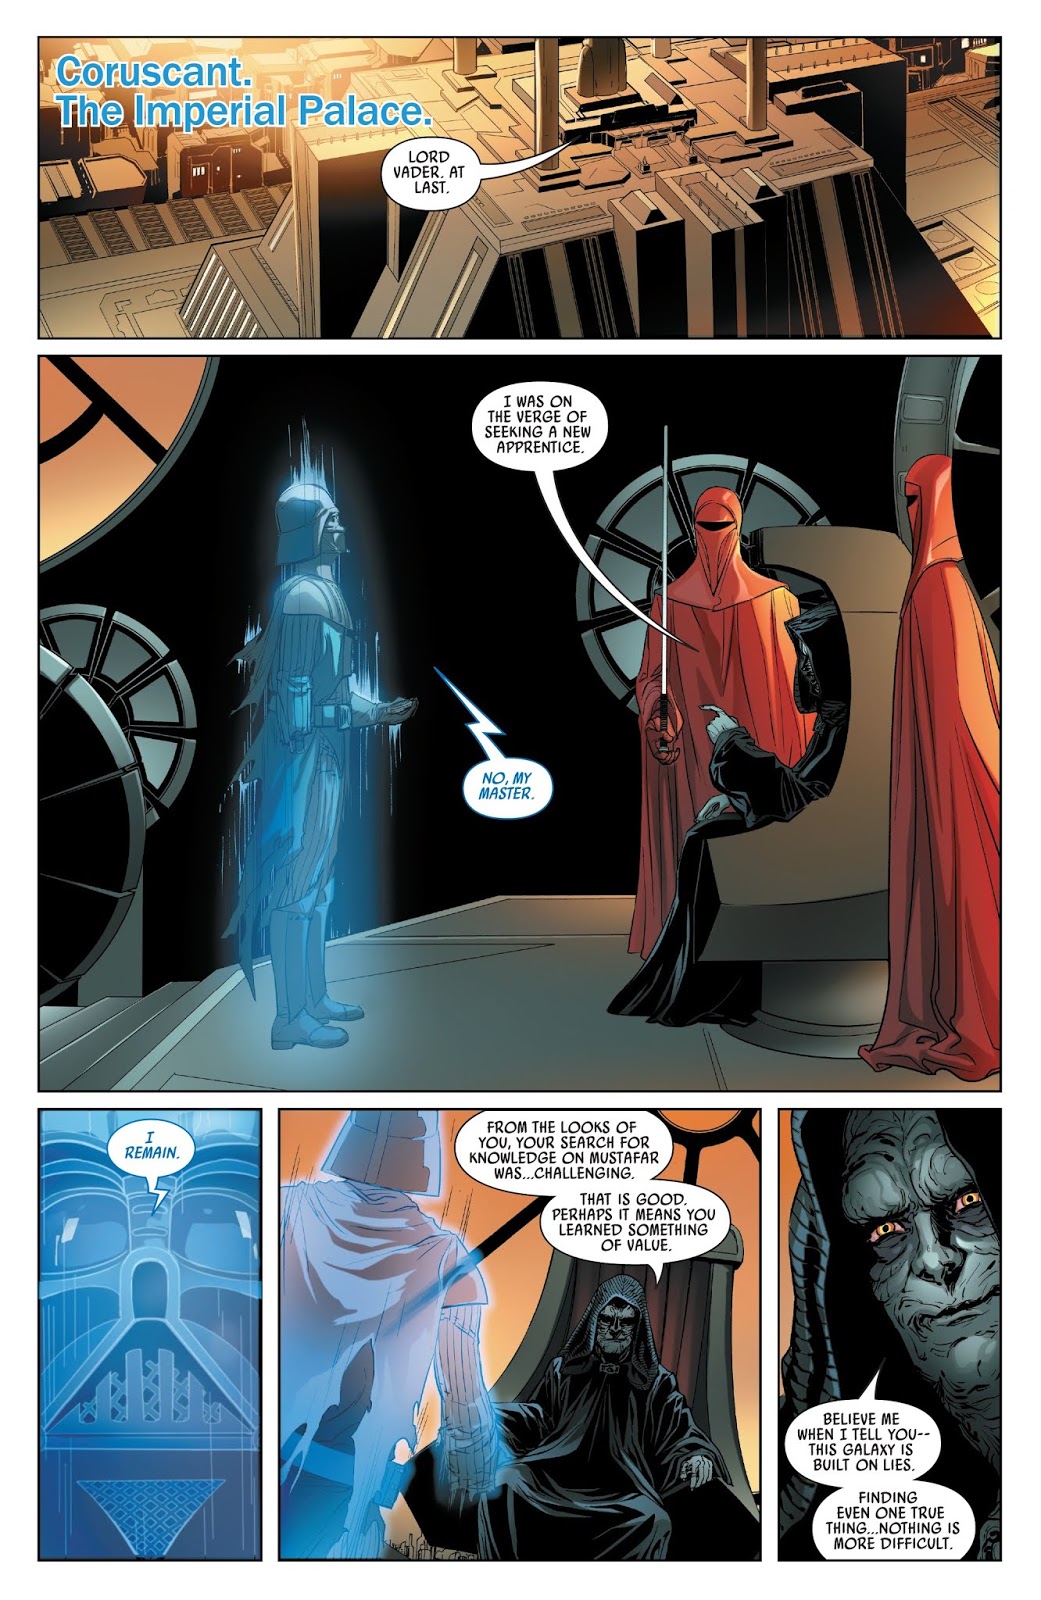 Coruscant.
The Imperial Palace.
LORD
VADER. AT
LAST.
I WAS ON
THE VERGE OF
SEEKING A NEW
APPRENTICE.
NO, MY
MASTER.
I
REMAIN.
FROM THE LOOKS OF
YOU, YOUR SEARCH FOR
KNOWLEDGE ON MUSTAFAR
WAS...CHALLENGING.
THAT IS GOOD.
PERHAPS IT MEANS YOU
LEARNED SOMETHING
OF VALUE.
BELIEVE ME
WHEN I TELL YOU--
THIS GALAXY IS
BUILT ON LIES.
FINDING
EVEN ONE TRUE
THING...NOTHING IS
MORE DIFFICULT.